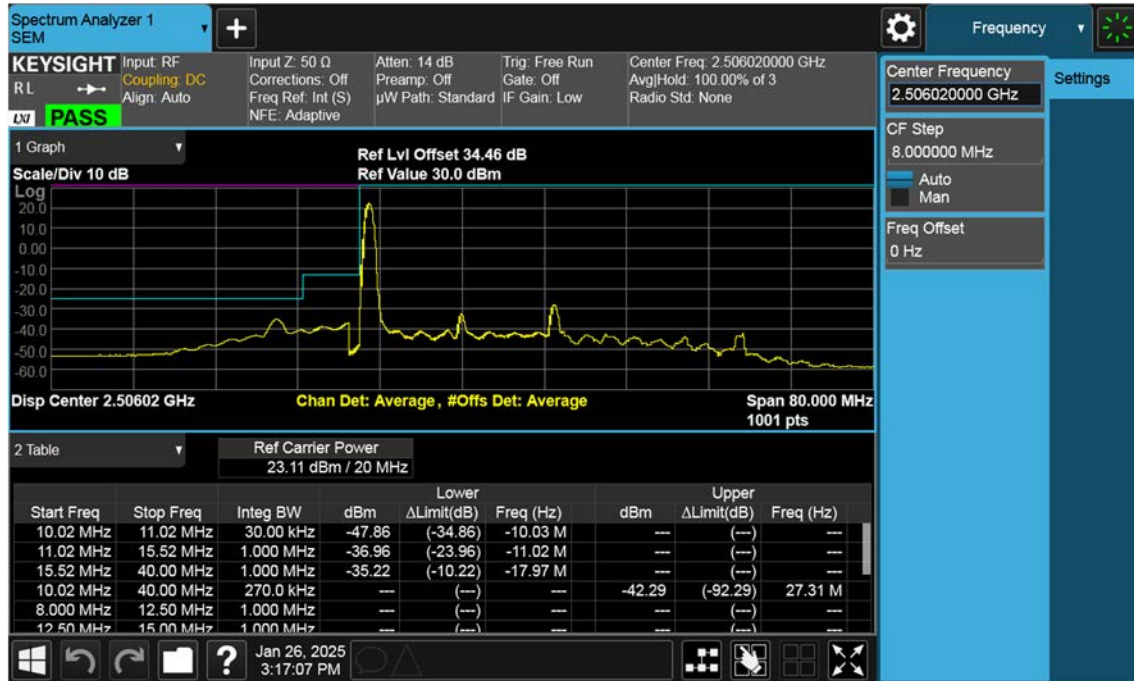 Spectrum Analyzer 1
SEM
+
Frequency
KEYSIGHT
RL
LXI
PASS
Input: RF
Coupling: DC
Align: Auto
Input Z: 50 Ω
Corrections: Off
Freq Ref: Int (S)
NFE: Adaptive
Atten: 14 dB
Preamp: Off
µW Path: Standard
Trig: Free Run
Gate: Off
IF Gain: Low
Center Freq: 2.506020000 GHz
Avg|Hold: 100.00% of 3
Radio Std: None
Center Frequency
2.506020000 GHz
Settings
CF Step
8.000000 MHz
Auto
Man
Freq Offset
0 Hz
1 Graph
Ref Lvl Offset 34.46 dB
Scale/Div 10 dB
Ref Value 30.0 dBm
Log
20.0
10.0
0.00
-10.0
-20.0
-30.0
-40.0
-50.0
-60.0
Disp Center 2.50602 GHz
Chan Det: Average, #Offs Det: Average
Span 80.000 MHz
1001 pts
2 Table
Ref Carrier Power
23.11 dBm / 20 MHz
Lower Upper
Start Freq Stop Freq Integ BW dBm ΔLimit(dB) Freq (Hz) dBm ΔLimit(dB) Freq (Hz)
10.02 MHz 11.02 MHz 30.00 kHz -47.86 (-34.86) -10.03 M --- (---) ---
11.02 MHz 15.52 MHz 1.000 MHz -36.96 (-23.96) -11.02 M --- (---) ---
15.52 MHz 40.00 MHz 1.000 MHz -35.22 (-10.22) -17.97 M --- (---) ---
10.02 MHz 40.00 MHz 270.0 kHz --- (---) --- -42.29 (-92.29) 27.31 M
8.000 MHz 12.50 MHz 1.000 MHz --- (---) --- --- (---) ---
12.50 MHz 15.00 MHz 1.000 MHz --- (---) --- --- (---) ---
?
Jan 26, 2025
3:17:07 PM